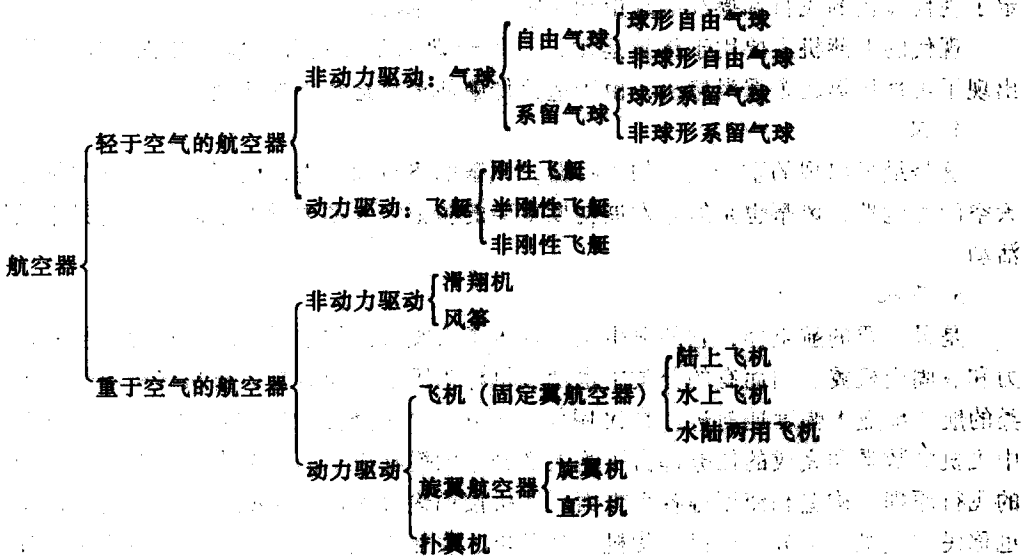 球形自由气球
自由气球
非球形自由气球
非动力驱动：气球
球形系留气球
系留气球
非球形系留气球
轻于空气的航空器
刚性飞艇
动力驱动：飞艇
半刚性飞艇
非刚性飞艇
航空器
滑翔机
非动力驱动
风筝
陆上飞机
重于空气的航空器
飞机（固定翼航空器）
水上飞机
水陆两用飞机
动力驱动
旋翼机
旋翼航空器
直升机
扑翼机